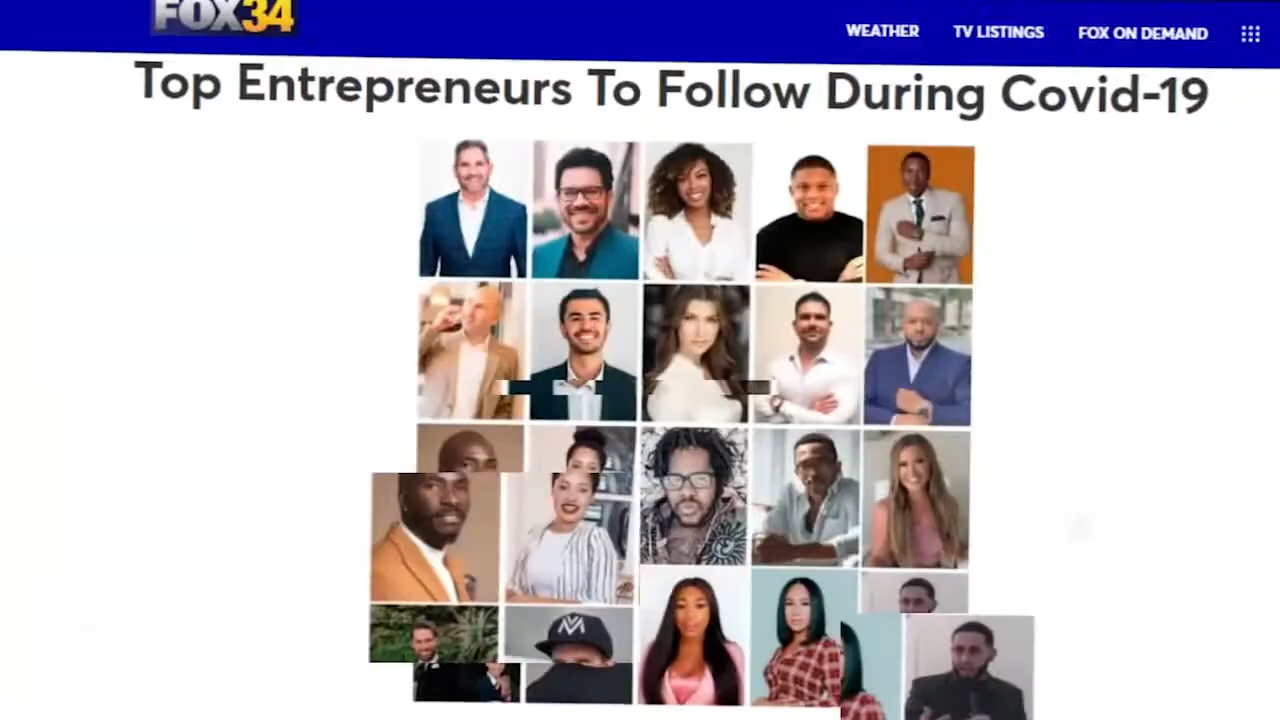 FOX34
WEATHER TV LISTINGS FOX ON DEMAND
Top Entrepreneurs To Follow During Covid-19